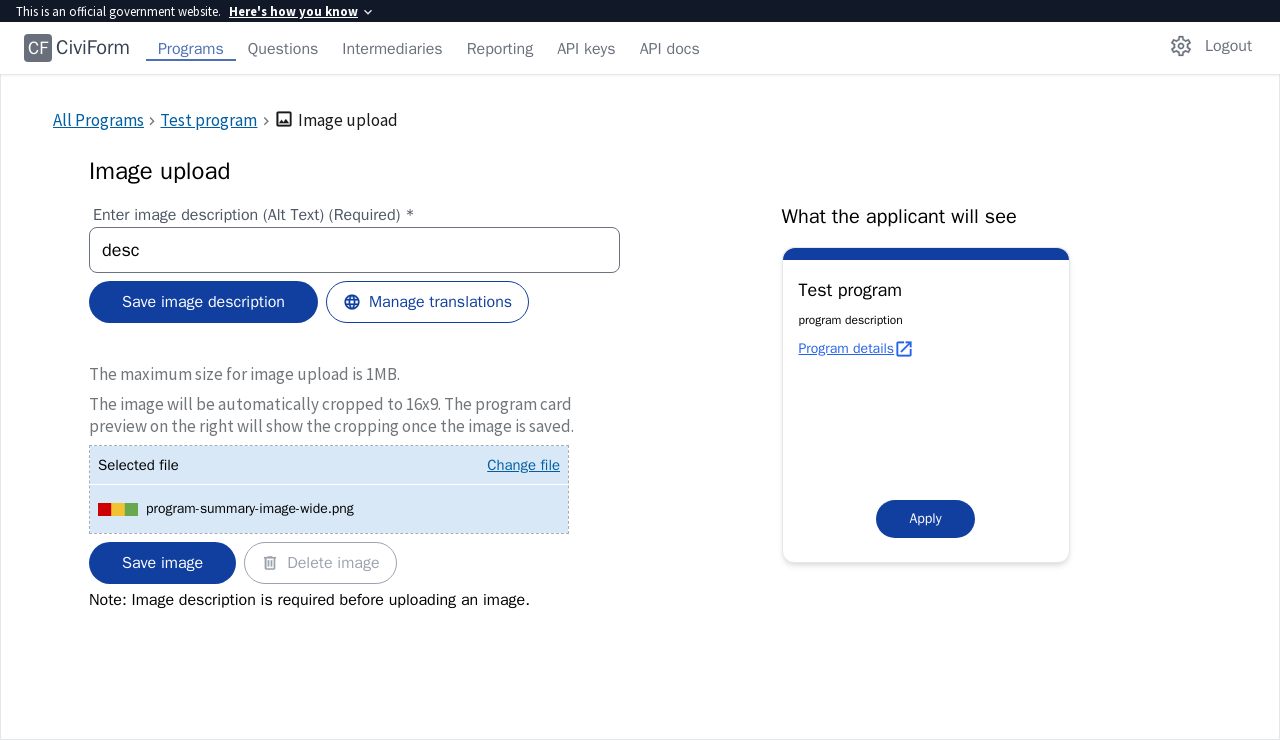 This is an official government website. Here's how you know
CF CiviForm Programs Questions Intermediaries Reporting API keys API docs Logout
All Programs › Test program › Image upload
Image upload
Enter image description (Alt Text) (Required) *
desc
Save image description Manage translations
The maximum size for image upload is 1MB.
The image will be automatically cropped to 16x9. The program card
preview on the right will show the cropping once the image is saved.
Selected file Change file
program-summary-image-wide.png
Save image Delete image
Note: Image description is required before uploading an image.
What the applicant will see
Test program
program description
Program details
Apply